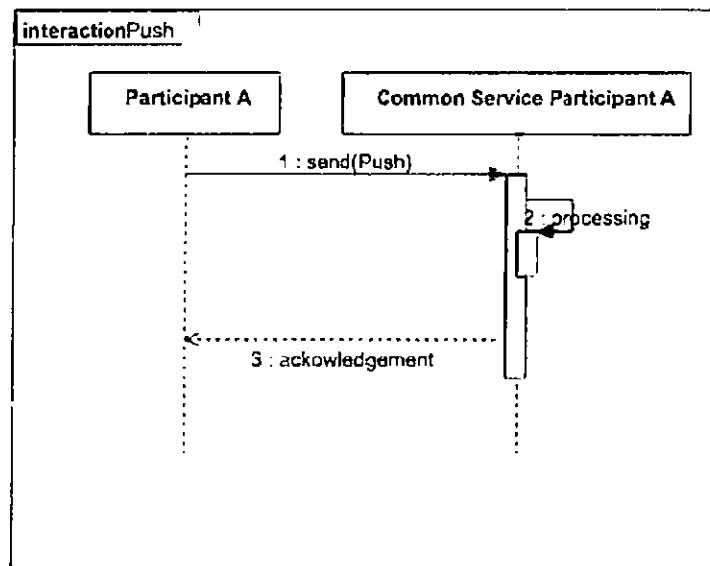 interactionPush
Participant A
Common Service Participant A
1 : send(Push)
2 : processing
3 : ackowledgement